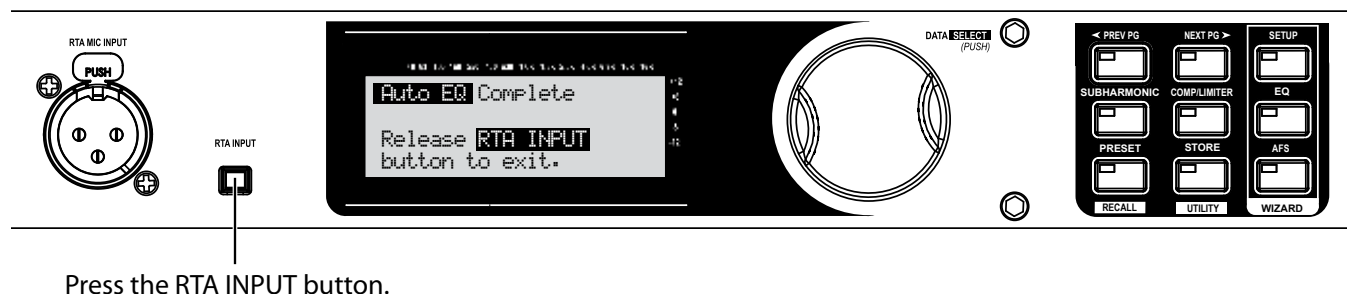 RTA MIC INPUT
PUSH
RTA INPUT
Auto EQ Complete
Release RTA INPUT
button to exit.
DATA SELECT
(PUSH)
< PREV PG
NEXT PG >
SETUP
SUBHARMONIC
COMP/LIMITER
EQ
PRESET
STORE
AFS
RECALL
UTILITY
WIZARD
Press the RTA INPUT button.